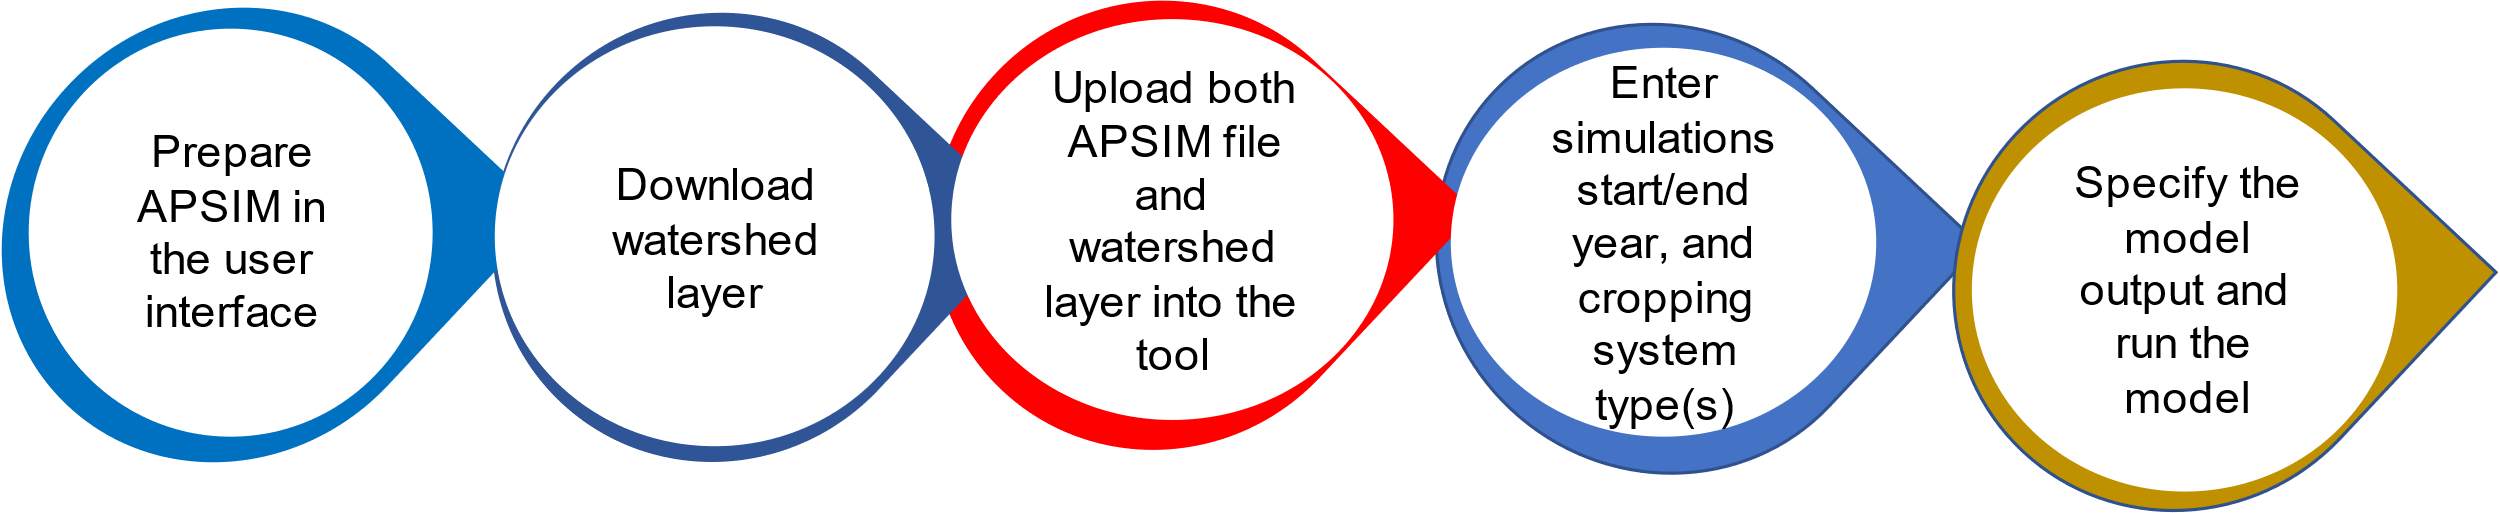 Prepare
APSIM in
the user
interface
Download
watershed
layer
Upload both
APSIM file
and
watershed
layer into the
tool
Enter
simulations
start/end
year, and
cropping
system
type(s)
Specify the
model
output and
run the
model